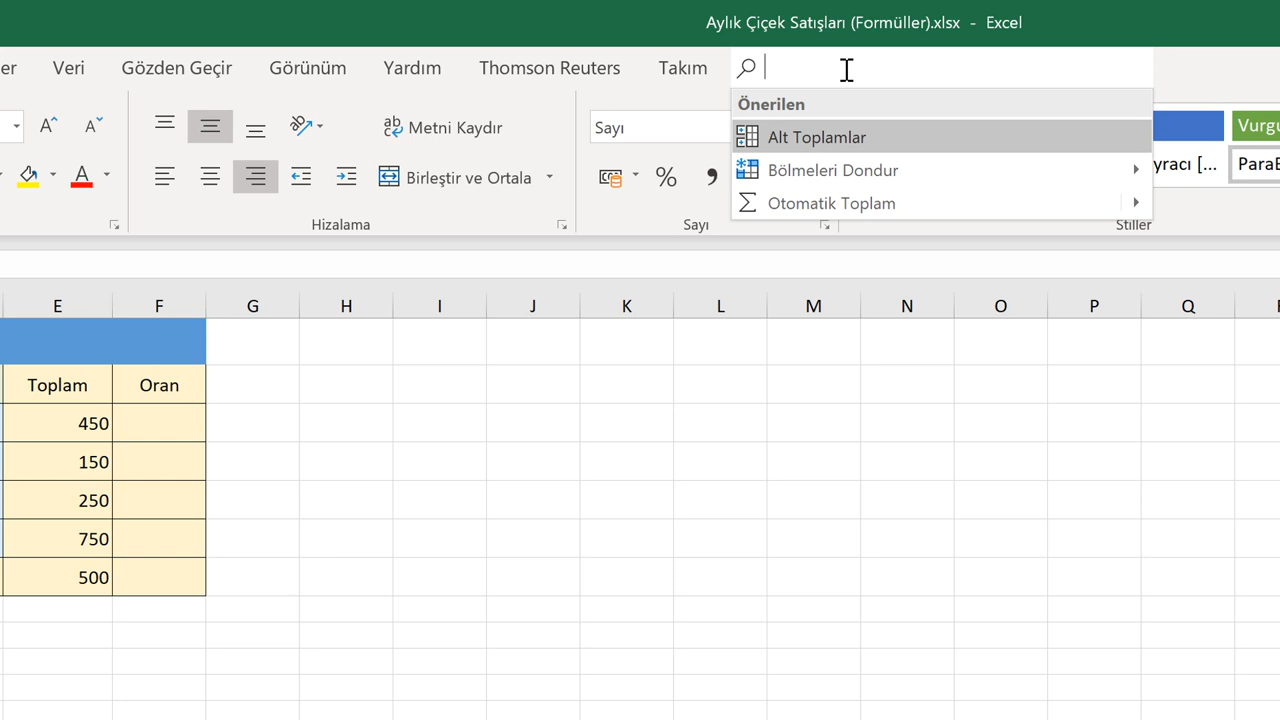 Aylık Çiçek Satışları (Formüller).xlsx - Excel
er Veri Gözden Geçir Görünüm Yardım Thomson Reuters Takım
Önerilen
Alt Toplamlar
Bölmeleri Dondur
Otomatik Toplam
A A ab Metni Kaydır Sayı Vurgu
A Birleştir ve Ortala % yracı [... ParaB
Hizalama Sayı Stiller
E F G H I J K L M N O P Q
Toplam Oran
450
150
250
750
500